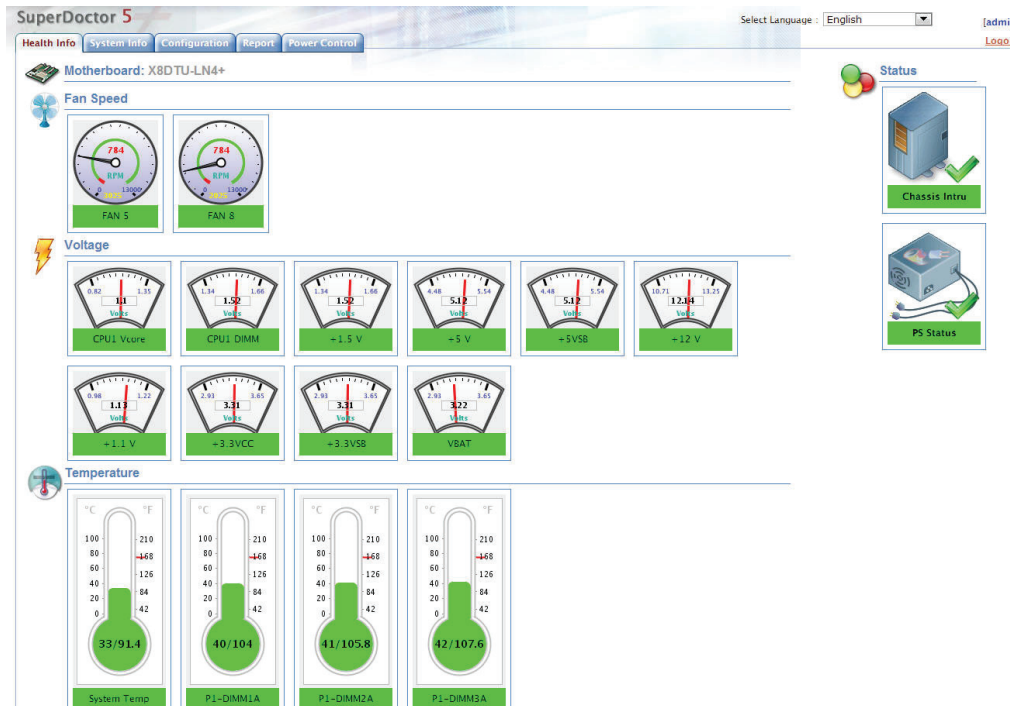 SuperDoctor 5
Select Language : English
[admi
Logo
Health Info System Info Configuration Report Power Control
Motherboard: X8DTU-LN4+
Status
Fan Speed
784
RPM
0 13000
FAN 5
784
RPM
0 13000
FAN 8
Chassis Intru
PS Status
Voltage
0.82 1.35
1.1
Volts
CPU1 Vcore
1.34 1.66
1.52
Volts
CPU1 DIMM
1.34 1.66
1.52
Volts
+1.5 V
4.48 5.54
5.12
Volts
+5 V
4.48 5.54
5.12
Volts
+5VSB
10.71 13.25
12.14
Volts
+12 V
0.98 1.22
1.13
Volts
+1.1 V
2.93 3.65
3.31
Volts
+3.3VCC
2.93 3.65
3.31
Volts
+3.3VSB
2.93 3.65
3.22
Volts
VBAT
Temperature
°C °F
100 210
80 168
60 126
40 84
20 42
0
33/91.4
System Temp
°C °F
100 210
80 168
60 126
40 84
20 42
0
40/104
P1-DIMM1A
°C °F
100 210
80 168
60 126
40 84
20 42
0
41/105.8
P1-DIMM2A
°C °F
100 210
80 168
60 126
40 84
20 42
0
42/107.6
P1-DIMM3A